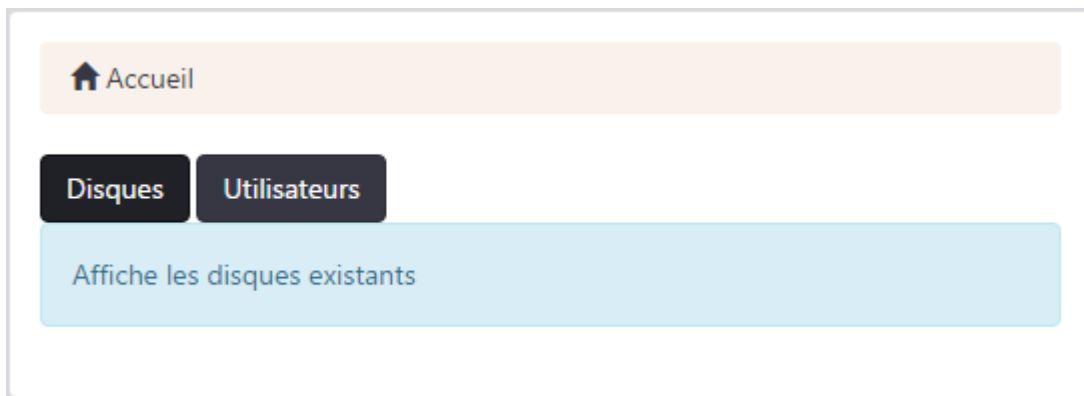 Accueil
Disques Utilisateurs
Affiche les disques existants